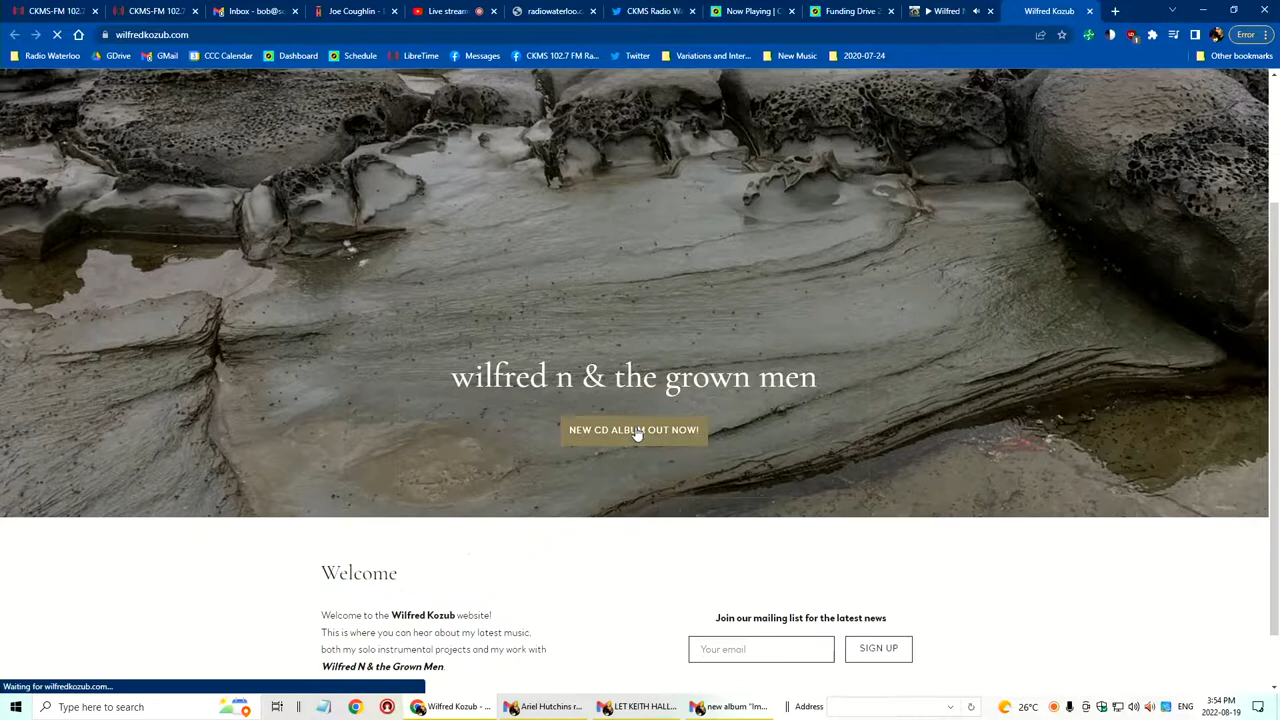 CKMS-FM 102.7
CKMS-FM 102.7
Inbox - bob@sc
Joe Coughlin - E
Live stream
radiowaterloo.c
CKMS Radio W
Now Playing | C
Funding Drive 2
Wilfred N
Wilfred Kozub
wilfredkozub.com
Error
Radio Waterloo
GDrive
GMail
CCC Calendar
Dashboard
Schedule
LibreTime
Messages
CKMS 102.7 FM Ra...
Twitter
Variations and Inter...
New Music
2020-07-24
Other bookmarks
wilfred n & the grown men
NEW CD ALBUM OUT NOW!
Welcome
Welcome to the Wilfred Kozub website!
This is where you can hear about my latest music,
both my solo instrumental projects and my work with
Wilfred N & the Grown Men.
Join our mailing list for the latest news
Your email
SIGN UP
Waiting for wilfredkozub.com...
Type here to search
Wilfred Kozub - ...
Ariel Hutchins r...
LET KEITH HALL...
new album "Im...
Address
26°C
ENG
3:54 PM
2022-08-19